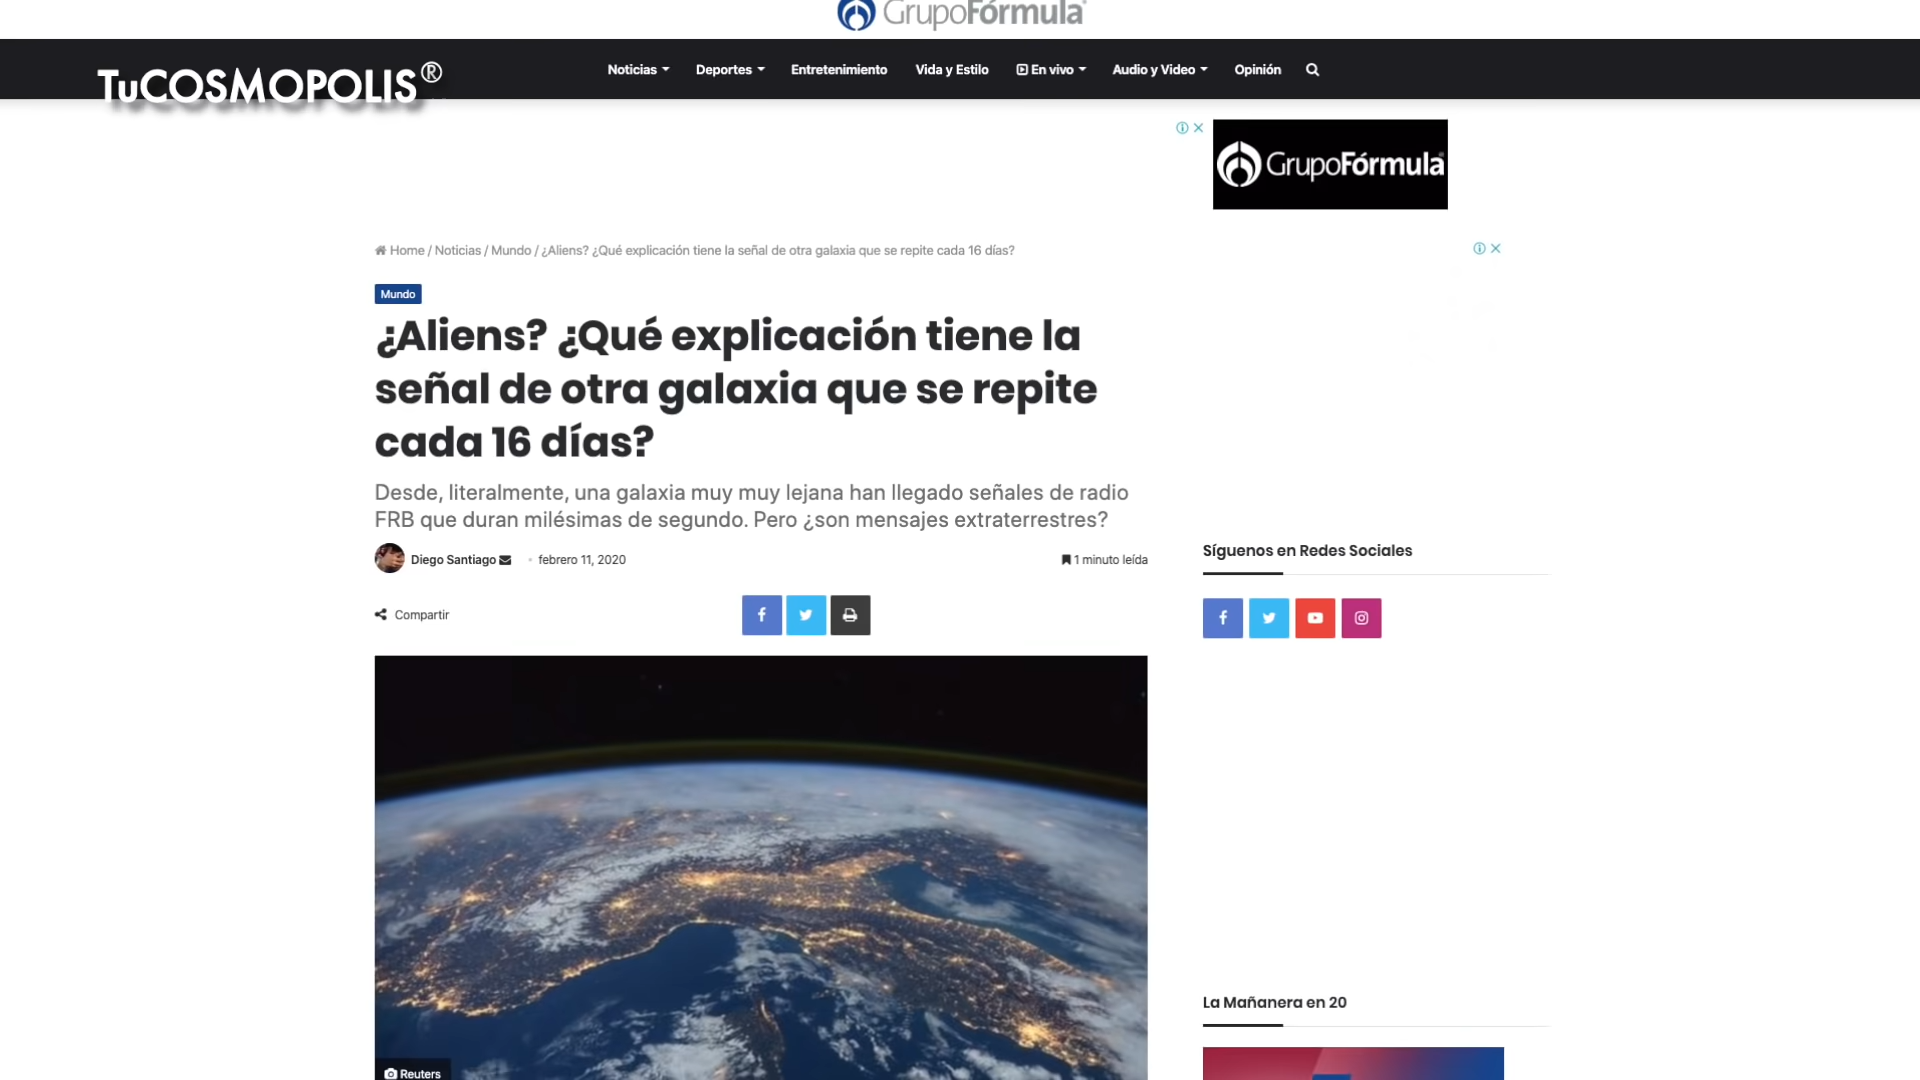 GrupoFórmula
TuCOSMOPOLIS®
Noticias Deportes Entretenimiento Vida y Estilo En vivo Audio y Video Opinión
GrupoFórmula
Home / Noticias / Mundo / ¿Aliens? ¿Qué explicación tiene la señal de otra galaxia que se repite cada 16 días?
Mundo
¿Aliens? ¿Qué explicación tiene la
señal de otra galaxia que se repite
cada 16 días?
Desde, literalmente, una galaxia muy muy lejana han llegado señales de radio
FRB que duran milésimas de segundo. Pero ¿son mensajes extraterrestres?
Diego Santiago • febrero 11, 2020 1 minuto leída
Compartir
Síguenos en Redes Sociales
La Mañanera en 20
Reuters